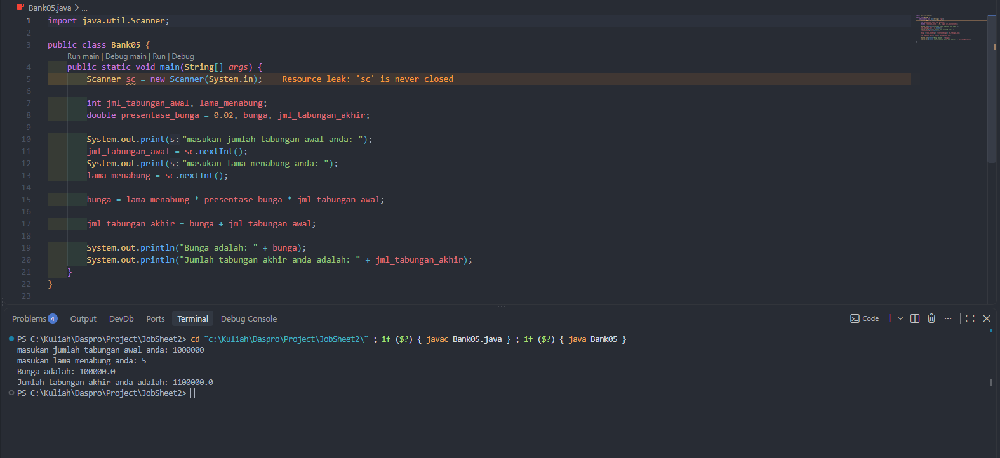 Bank05.java > ...
1 import java.util.Scanner;
2
3 public class Bank05 {
Run main | Debug main | Run | Debug
4 public static void main(String[] args) {
5 Scanner sc = new Scanner(System.in); Resource leak: 'sc' is never closed
6
7 int jml_tabungan_awal, lama_menabung;
8 double presentase_bunga = 0.02, bunga, jml_tabungan_akhir;
9
10 System.out.print(s: "masukan jumlah tabungan awal anda: ");
11 jml_tabungan_awal = sc.nextInt();
12 System.out.print(s: "masukan lama menabung anda: ");
13 lama_menabung = sc.nextInt();
14
15 bunga = lama_menabung * presentase_bunga * jml_tabungan_awal;
16
17 jml_tabungan_akhir = bunga + jml_tabungan_awal;
18
19 System.out.println("Bunga adalah: " + bunga);
20 System.out.println("Jumlah tabungan akhir anda adalah: " + jml_tabungan_akhir);
21 }
22 }
23
Problems 4 Output DevDb Ports Terminal Debug Console Code
PS C:\Kuliah\Daspro\Project\JobSheet2> cd "c:\Kuliah\Daspro\Project\JobSheet2\" ; if ($?) { javac Bank05.java } ; if ($?) { java Bank05 }
masukan jumlah tabungan awal anda: 1000000
masukan lama menabung anda: 5
Bunga adalah: 100000.0
Jumlah tabungan akhir anda adalah: 1100000.0
PS C:\Kuliah\Daspro\Project\JobSheet2>